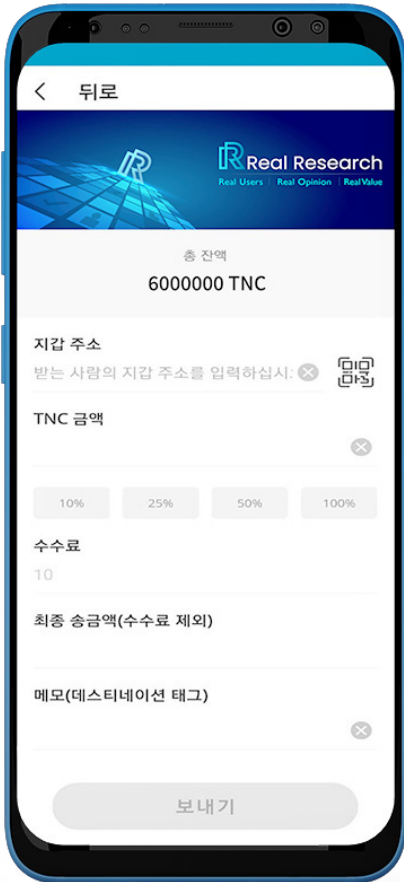 뒤로
Real Research
Real Users | Real Opinion | Real Value
총 잔액
6000000 TNC
지갑 주소
받는 사람의 지갑 주소를 입력하십시:
TNC 금액
10% 25% 50% 100%
수수료
10
최종 송금액(수수료 제외)
메모(데스티네이션 태그)
보내기